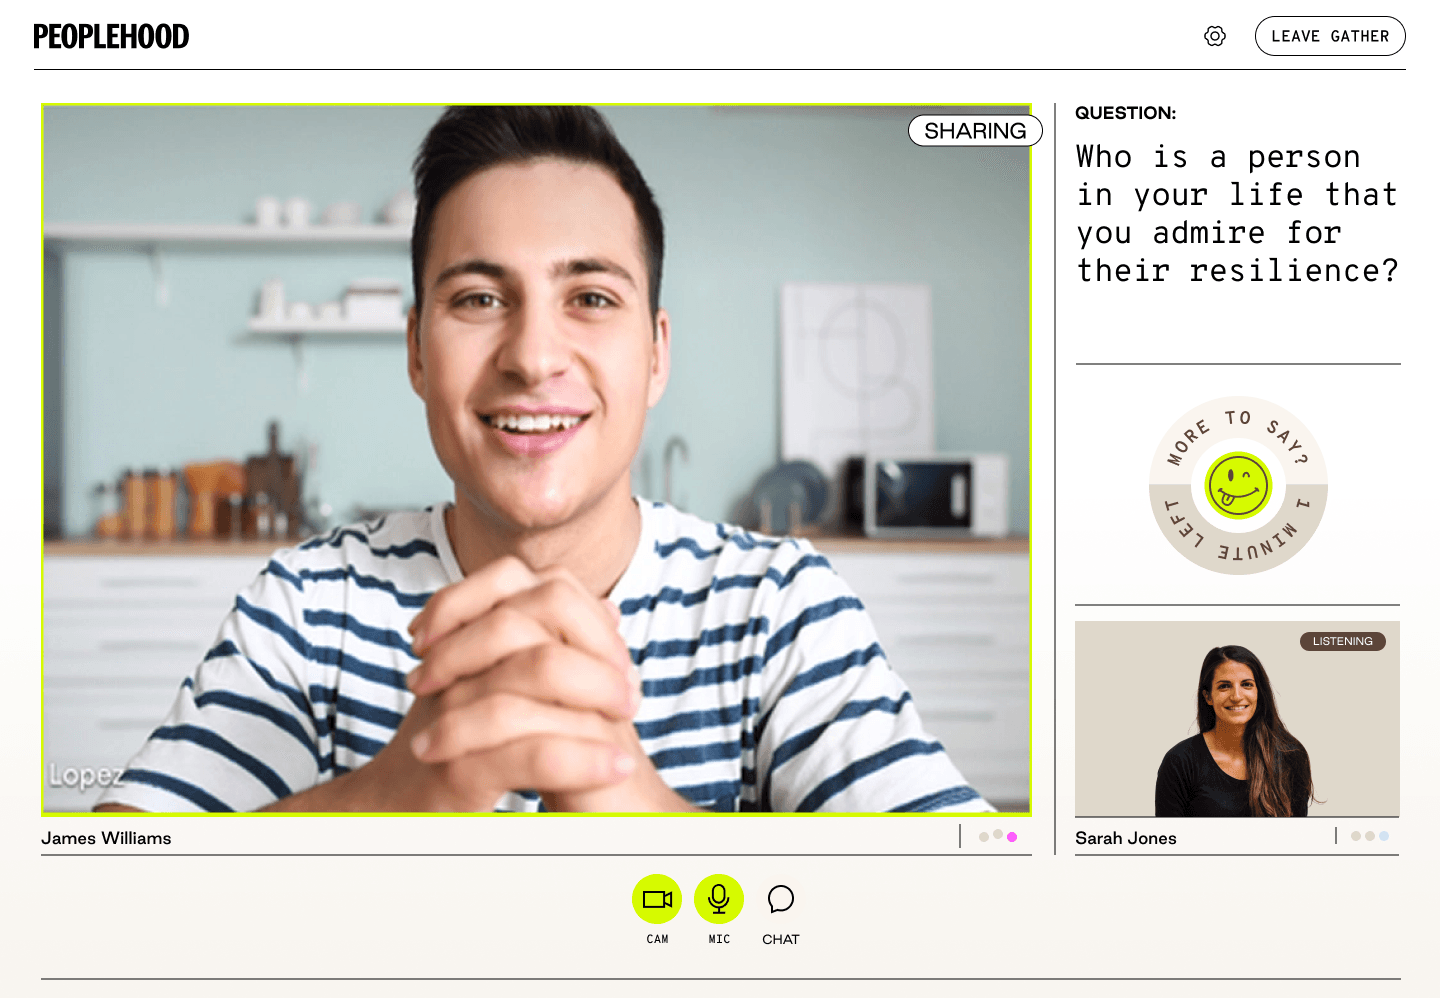 PEOPLEHOOD
LEAVE GATHER
SHARING
Lopez
James Williams
QUESTION:
Who is a person
in your life that
you admire for
their resilience?
MORE TO SAY?
1 MINUTE LEFT
LISTENING
Sarah Jones
CAM
MIC
CHAT